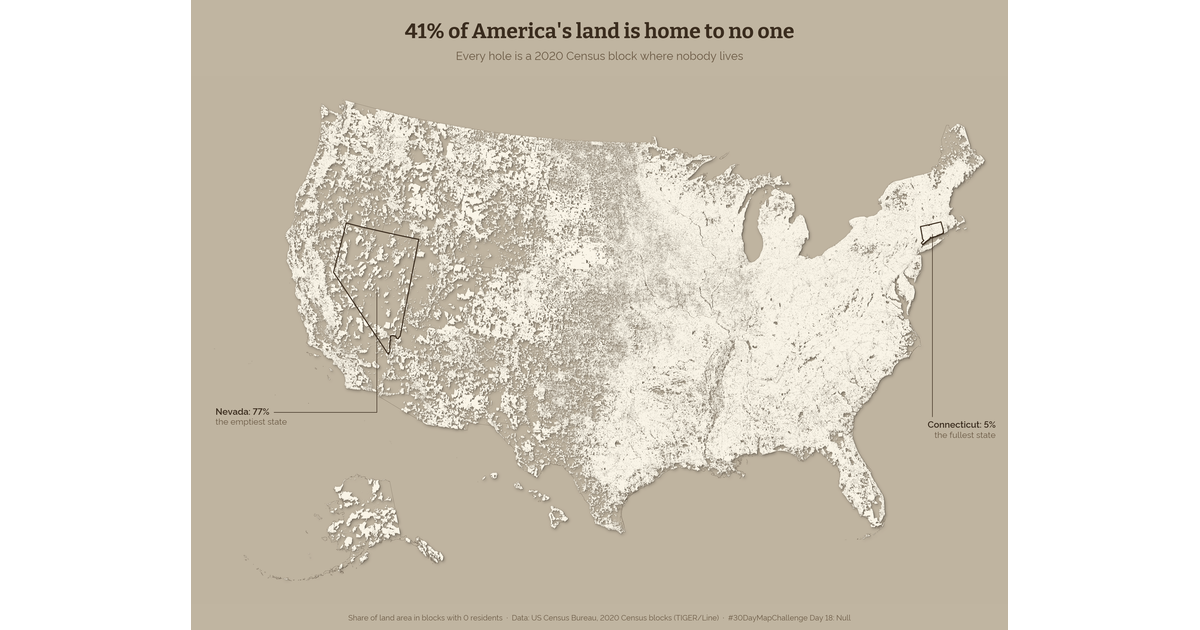 41% of America's land is home to no one
Every hole is a 2020 Census block where nobody lives
Nevada: 77%
the emptiest state
Connecticut: 5%
the fullest state
Share of land area in blocks with 0 residents · Data: US Census Bureau, 2020 Census blocks (TIGER/Line) · #30DayMapChallenge Day 18: Null